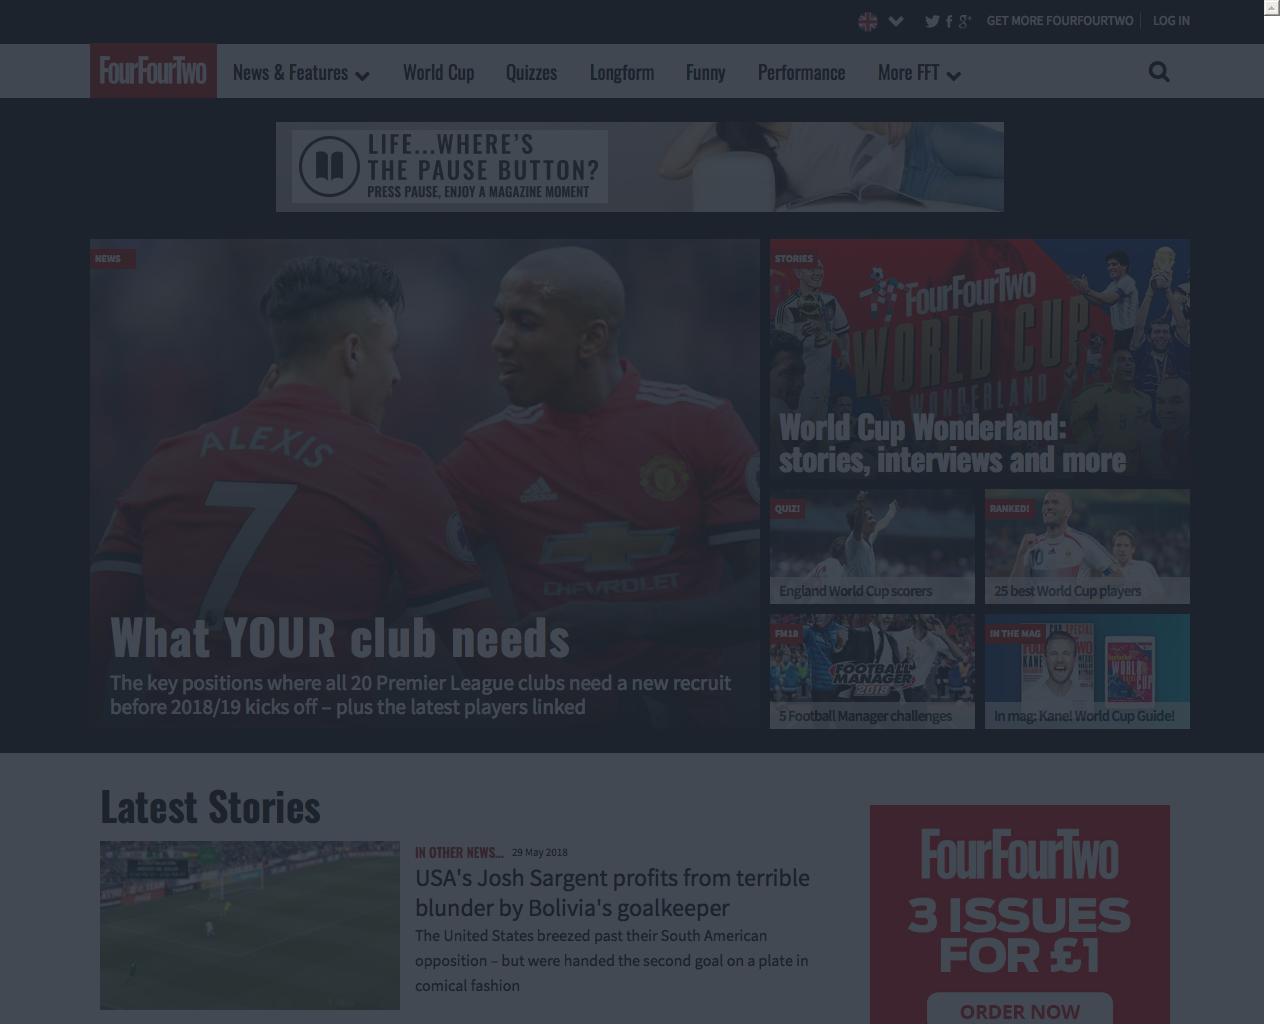 GET MORE FOURFOURTWO
LOG IN
FourFourTwo
News & Features
World Cup
Quizzes
Longform
Funny
Performance
More FFT
LIFE...WHERE'S
THE PAUSE BUTTON?
PRESS PAUSE, ENJOY A MAGAZINE MOMENT
NEWS
ALEXIS
7
CHEVROLET
What YOUR club needs
The key positions where all 20 Premier League clubs need a new recruit
before 2018/19 kicks off – plus the latest players linked
STORIES
FourFourTwo
WORLD CUP
WONDERLAND
World Cup Wonderland:
stories, interviews and more
QUIZ!
England World Cup scorers
RANKED!
10
25 best World Cup players
FM18
FOOTBALL
MANAGER
2018
5 Football Manager challenges
IN THE MAG
KANE
WORLD
CUP
In mag: Kane! World Cup Guide!
Latest Stories
IN OTHER NEWS...
29 May 2018
USA's Josh Sargent profits from terrible
blunder by Bolivia's goalkeeper
The United States breezed past their South American
opposition – but were handed the second goal on a plate in
comical fashion
FourFourTwo
3 ISSUES
FOR £1
ORDER NOW